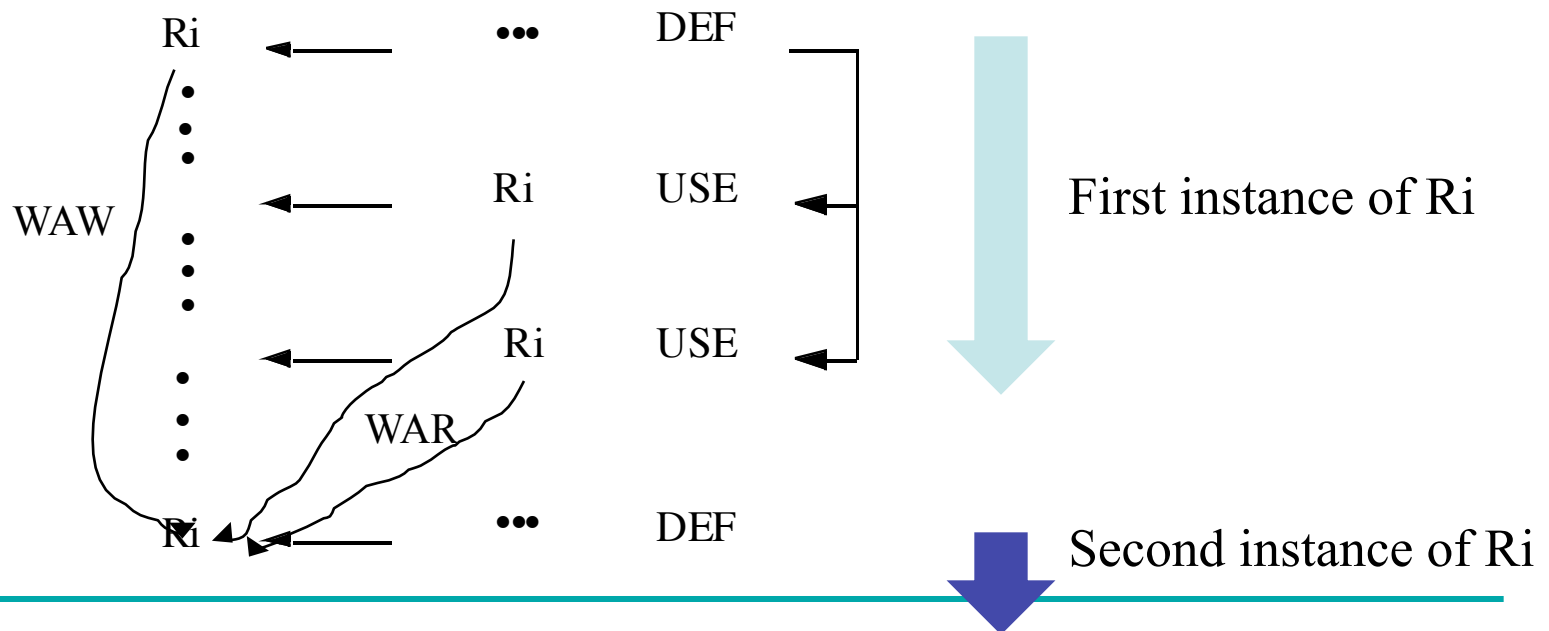 Ri ••• DEF
WAW Ri USE First instance of Ri
Ri USE
WAR
Ri ••• DEF Second instance of Ri